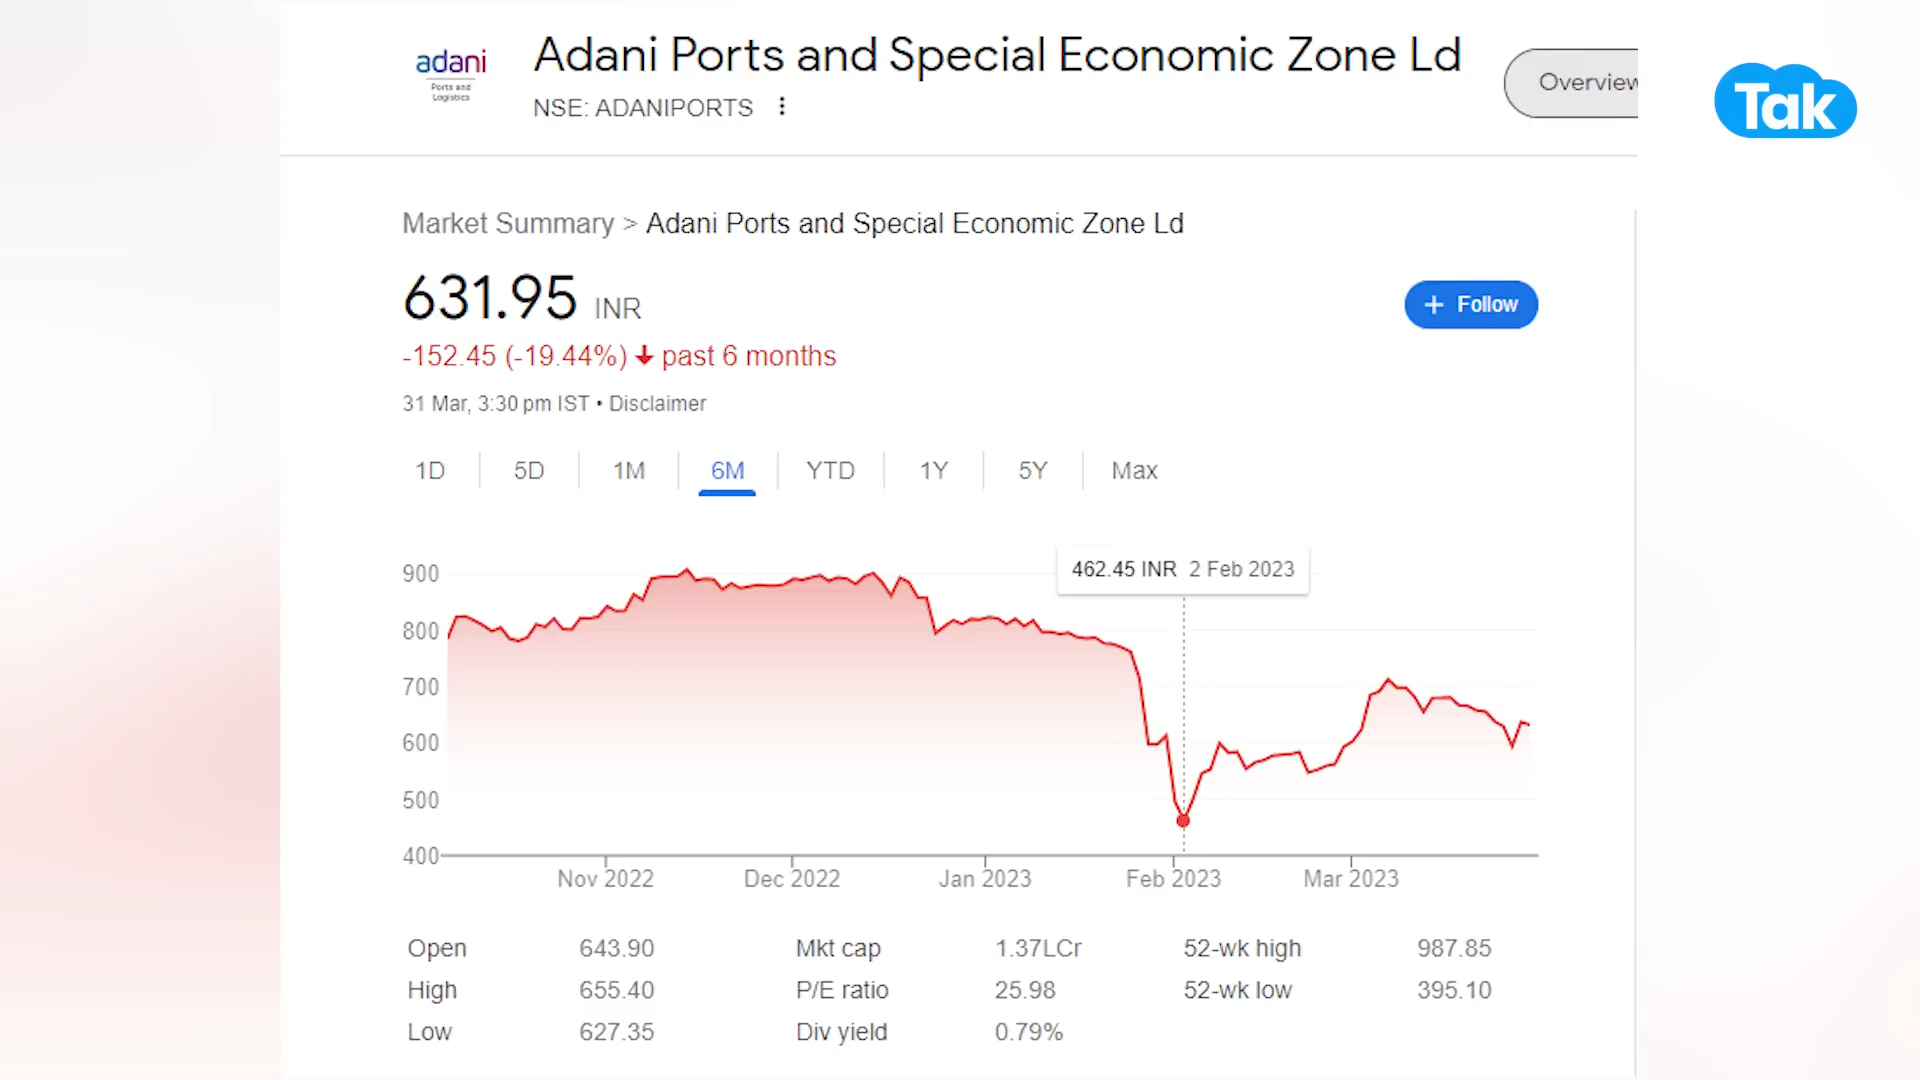 adani
Ports and
Logistics
Adani Ports and Special Economic Zone Ld
NSE: ADANIPORTS
Overview
Tak
Market Summary > Adani Ports and Special Economic Zone Ld
631.95 INR
+ Follow
-152.45 (-19.44%) ↓ past 6 months
31 Mar, 3:30 pm IST • Disclaimer
1D 5D 1M 6M YTD 1Y 5Y Max
462.45 INR 2 Feb 2023
900
800
700
600
500
400
Nov 2022 Dec 2022 Jan 2023 Feb 2023 Mar 2023
Open 643.90 Mkt cap 1.37LCr 52-wk high 987.85
High 655.40 P/E ratio 25.98 52-wk low 395.10
Low 627.35 Div yield 0.79%